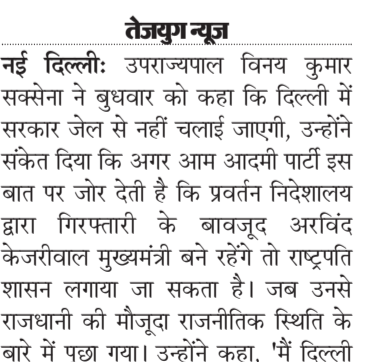 तेजयुग न्यूज
नई दिल्लीः उपराज्यपाल विनय कुमार
सक्सेना ने बुधवार को कहा कि दिल्ली में
सरकार जेल से नहीं चलाई जाएगी, उन्होंने
संकेत दिया कि अगर आम आदमी पार्टी इस
बात पर जोर देती है कि प्रवर्तन निदेशालय
द्वारा गिरफ्तारी के बावजूद अरविंद
केजरीवाल मुख्यमंत्री बने रहेंगे तो राष्ट्रपति
शासन लगाया जा सकता है। जब उनसे
राजधानी की मौजूदा राजनीतिक स्थिति के
बारे में पूछा गया। उन्होंने कहा, 'मैं दिल्ली